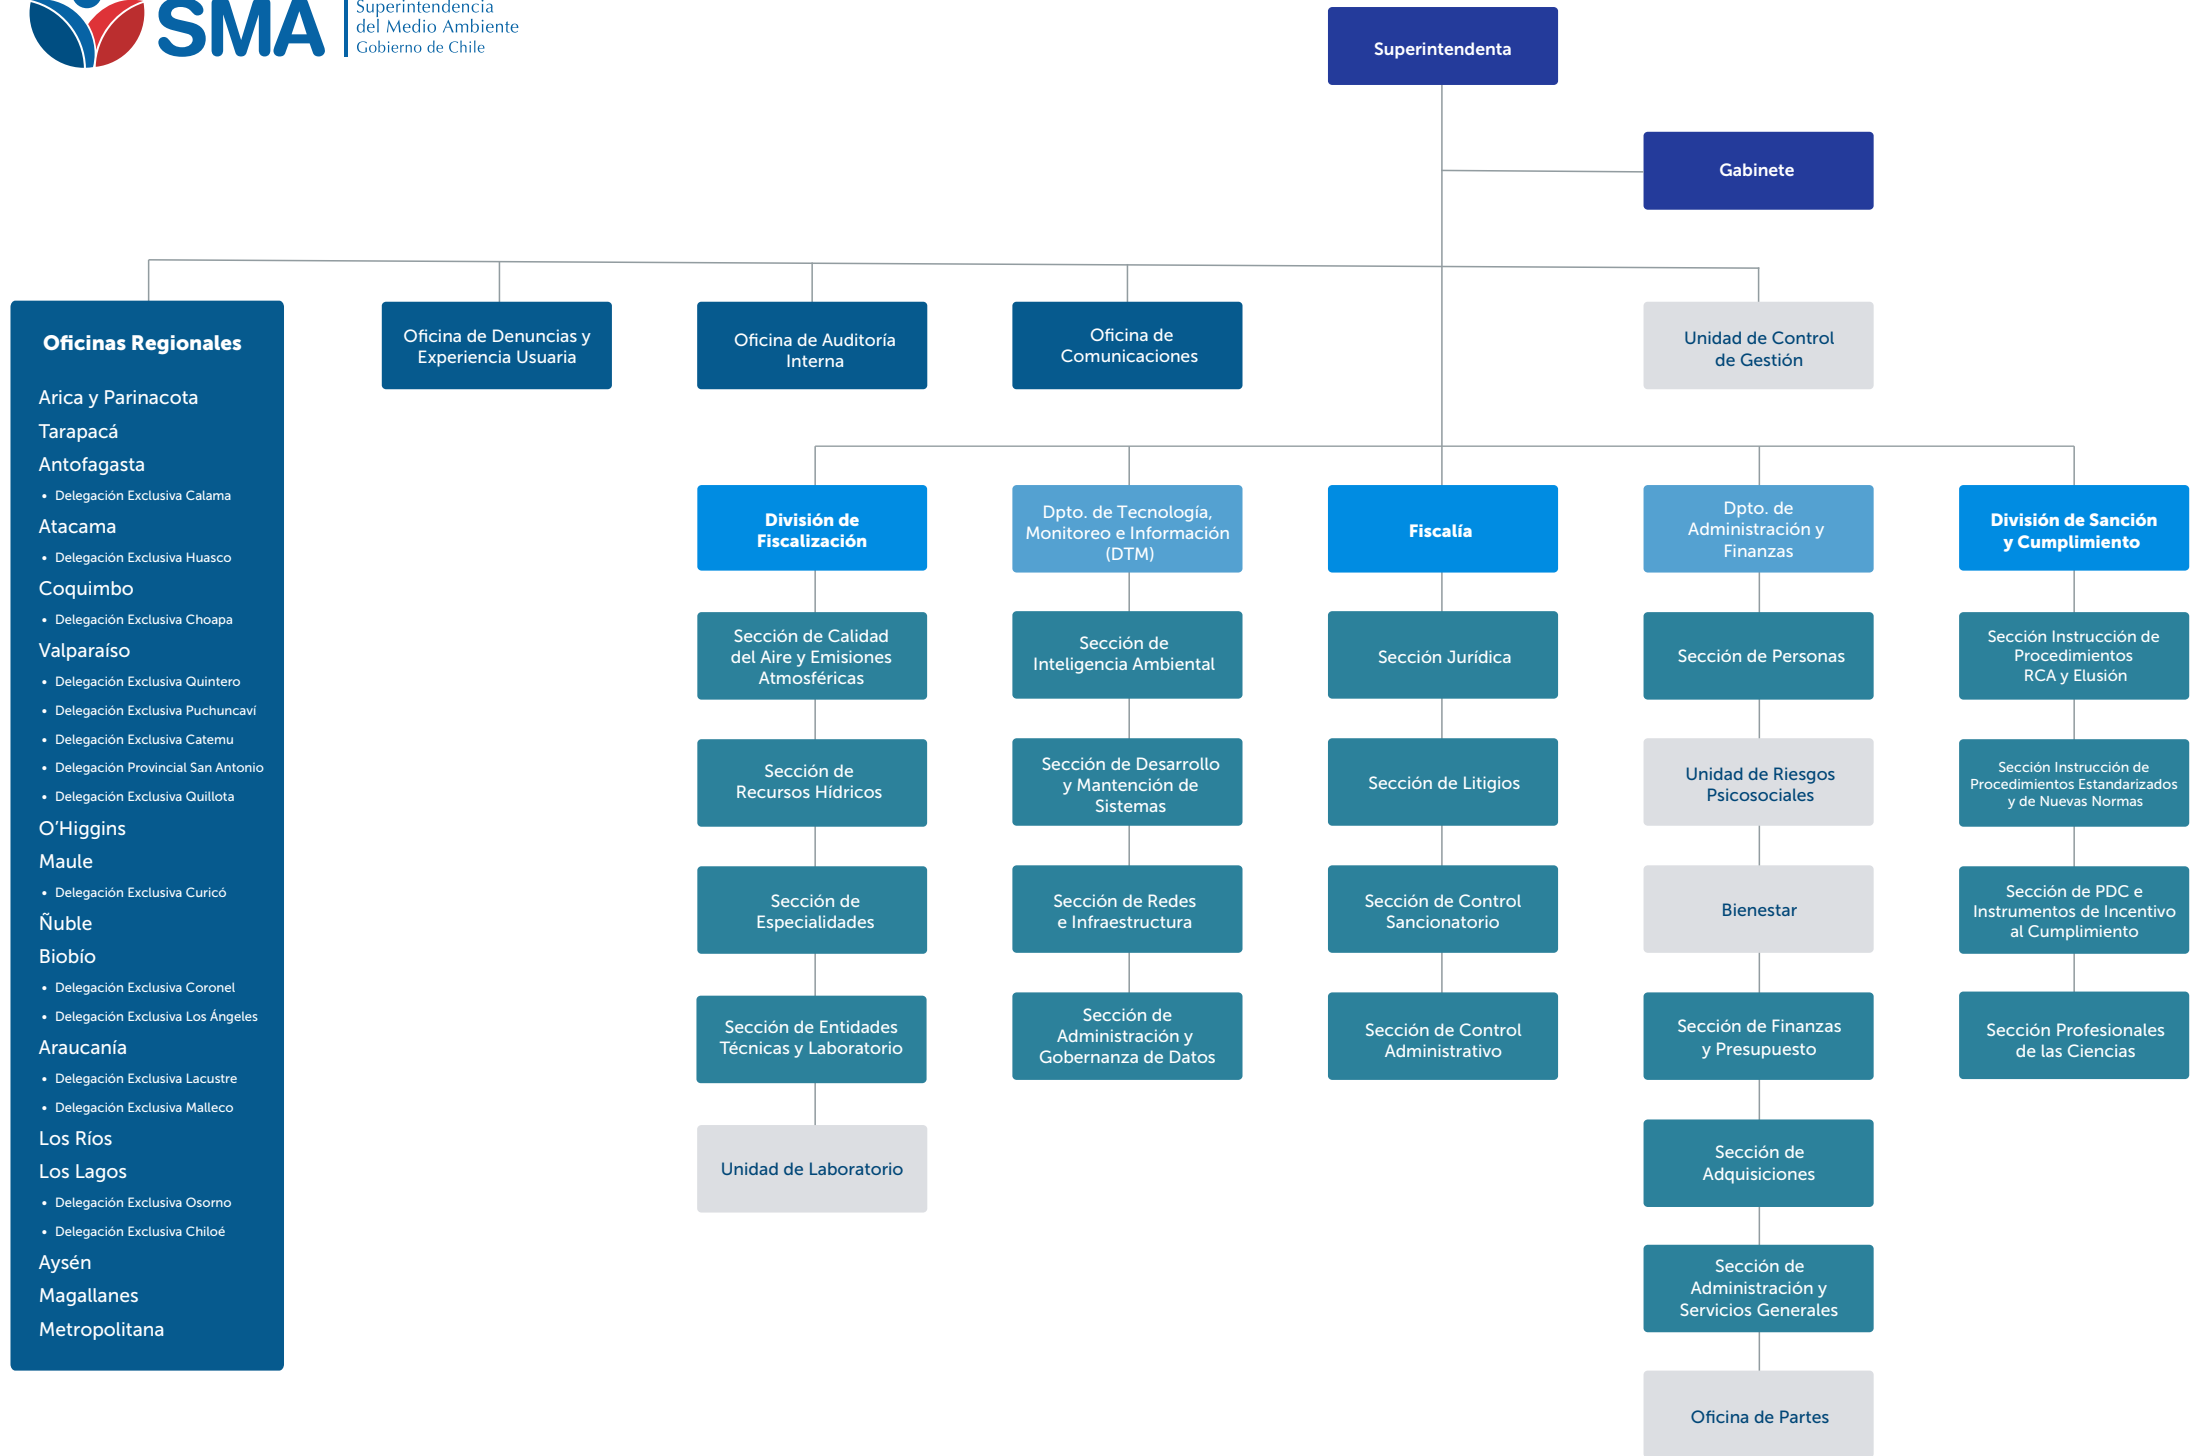 SMA
Superintendencia
del Medio Ambiente
Gobierno de Chile
Superintendenta
Gabinete
Oficinas Regionales
Arica y Parinacota
Tarapacá
Antofagasta
• Delegación Exclusiva Calama
Atacama
• Delegación Exclusiva Huasco
Coquimbo
• Delegación Exclusiva Choapa
Valparaíso
• Delegación Exclusiva Quintero
• Delegación Exclusiva Puchuncaví
• Delegación Exclusiva Catemu
• Delegación Provincial San Antonio
• Delegación Exclusiva Quillota
O'Higgins
Maule
• Delegación Exclusiva Curicó
Ñuble
Biobío
• Delegación Exclusiva Coronel
• Delegación Exclusiva Los Ángeles
Araucanía
• Delegación Exclusiva Lacustre
• Delegación Exclusiva Malleco
Los Ríos
Los Lagos
• Delegación Exclusiva Osorno
• Delegación Exclusiva Chiloé
Aysén
Magallanes
Metropolitana
Oficina de Denuncias y
Experiencia Usuaria
Oficina de Auditoría
Interna
Oficina de
Comunicaciones
Unidad de Control
de Gestión
División de
Fiscalización
Sección de Calidad
del Aire y Emisiones
Atmosféricas
Sección de
Recursos Hídricos
Sección de
Especialidades
Sección de Entidades
Técnicas y Laboratorio
Unidad de Laboratorio
Dpto. de Tecnología,
Monitoreo e Información
(DTM)
Sección de
Inteligencia Ambiental
Sección de Desarrollo
y Mantención de
Sistemas
Sección de Redes
e Infraestructura
Sección de
Administración y
Gobernanza de Datos
Fiscalía
Sección Jurídica
Sección de Litigios
Sección de Control
Sancionatorio
Sección de Control
Administrativo
Dpto. de
Administración y
Finanzas
Sección de Personas
Unidad de Riesgos
Psicosociales
Bienestar
Sección de Finanzas
y Presupuesto
Sección de
Adquisiciones
Sección de
Administración y
Servicios Generales
Oficina de Partes
División de Sanción
y Cumplimiento
Sección Instrucción de
Procedimientos
RCA y Elusión
Sección Instrucción de
Procedimientos Estandarizados
y de Nuevas Normas
Sección de PDC e
Instrumentos de Incentivo
al Cumplimiento
Sección Profesionales
de las Ciencias